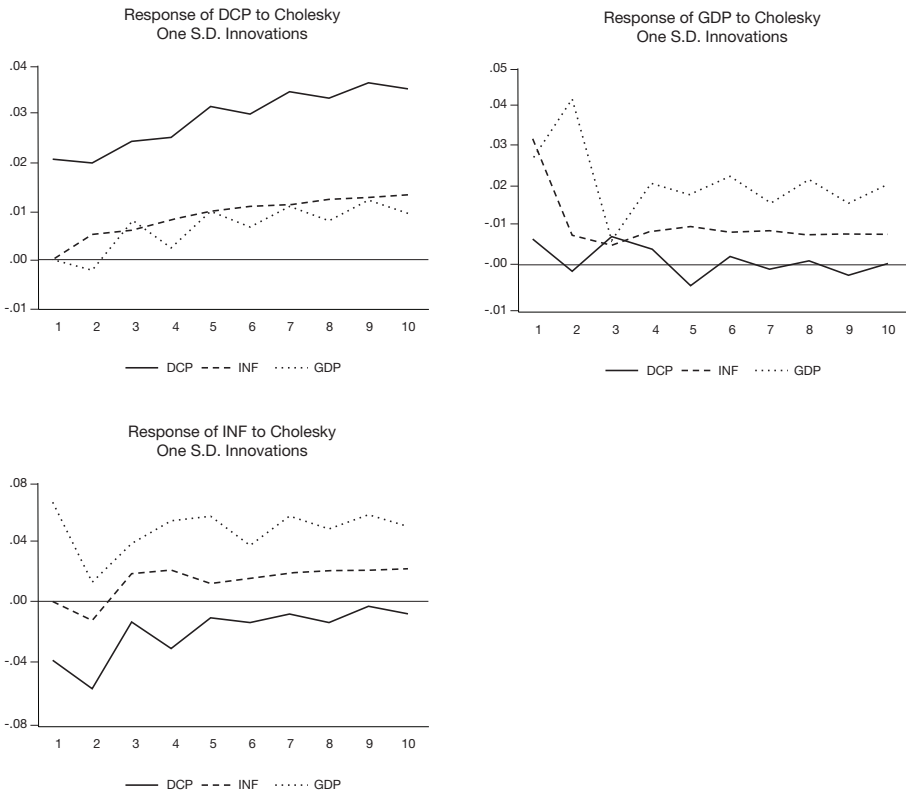 Response of DCP to Cholesky
One S.D. Innovations
.04
.03
.02
.01
.00
-.01
1 2 3 4 5 6 7 8 9 10
DCP INF GDP
Response of GDP to Cholesky
One S.D. Innovations
.05
.04
.03
.02
-.01
-.00
-.01
1 2 3 4 5 6 7 8 9 10
DCP INF GDP
Response of INF to Cholesky
One S.D. Innovations
.08
.04
.00
-.04
-.08
1 2 3 4 5 6 7 8 9 10
DCP INF GDP